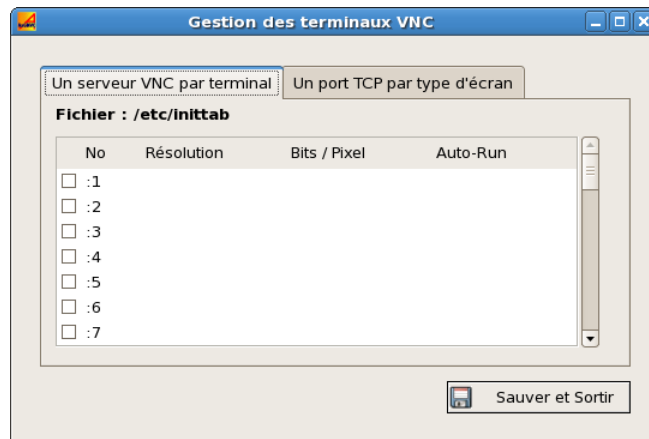 Gestion des terminaux VNC
Un serveur VNC par terminal
Un port TCP par type d'écran
Fichier : /etc/inittab
No Résolution Bits / Pixel Auto-Run
:1
:2
:3
:4
:5
:6
:7
Sauver et Sortir